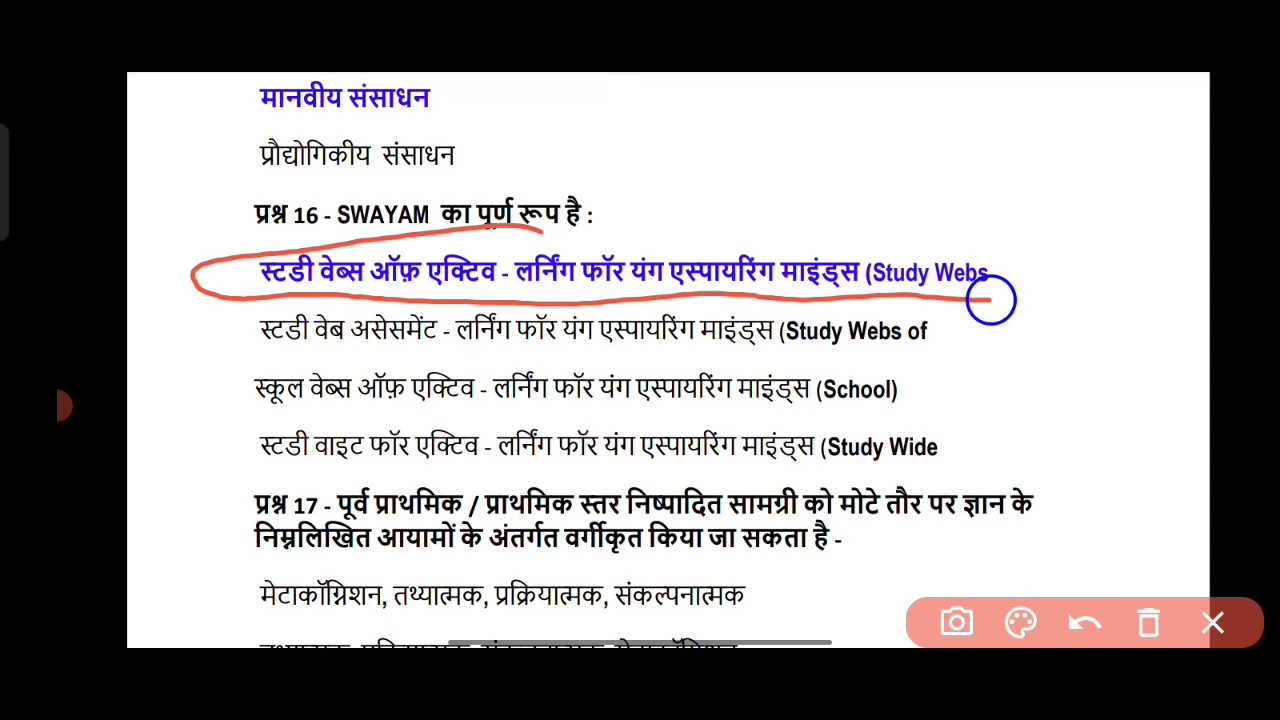 मानवीय संसाधन
प्रौद्योगिकीय संसाधन
प्रश्न 16 - SWAYAM का पूर्ण रूप है :
स्टडी वेब्स ऑफ़ एक्टिव - लर्निंग फॉर यंग एस्पायरिंग माइंड्स (Study Webs
स्टडी वेब असेसमेंट - लर्निंग फॉर यंग एस्पायरिंग माइंड्स (Study Webs of
स्कूल वेब्स ऑफ़ एक्टिव - लर्निंग फॉर यंग एस्पायरिंग माइंड्स (School)
स्टडी वाइट फॉर एक्टिव - लर्निंग फॉर यंग एस्पायरिंग माइंड्स (Study Wide
प्रश्न 17 - पूर्व प्राथमिक / प्राथमिक स्तर निष्पादित सामग्री को मोटे तौर पर ज्ञान के
निम्नलिखित आयामों के अंतर्गत वर्गीकृत किया जा सकता है -
मेटाकॉग्निशन, तथ्यात्मक, प्रक्रियात्मक, संकल्पनात्मक